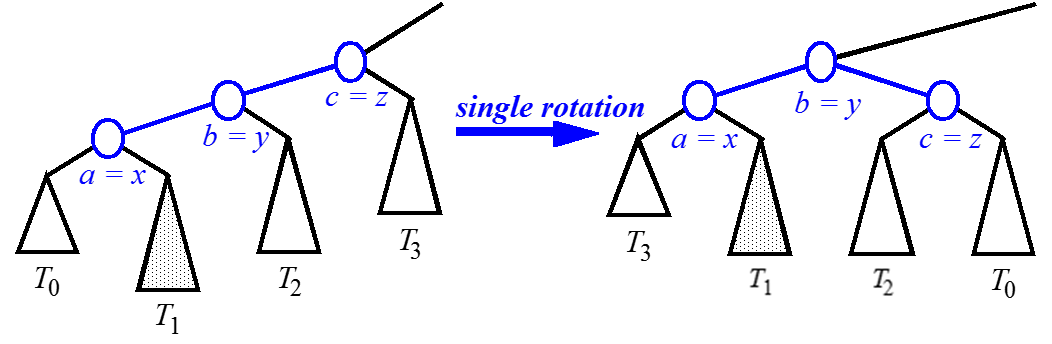 c = z
b = y
a = x
T0
T1
T2
T3
single rotation
b = y
a = x
c = z
T3
T1
T2
T0